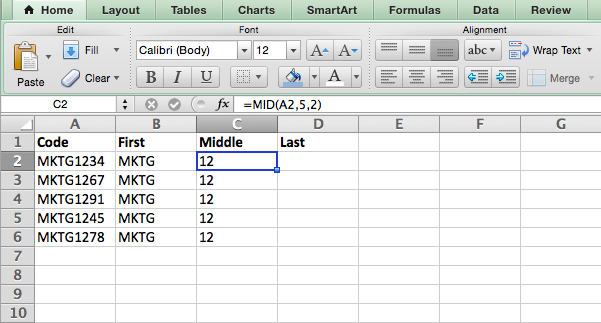 Home Layout Tables Charts SmartArt Formulas Data Review
Edit Font Alignment
Fill Calibri (Body) 12 A A abc Wrap Text
Paste Clear B I U A Merge
C2 fx =MID(A2,5,2)
A B C D E F G
1 Code First Middle Last
2 MKTG1234 MKTG 12
3 MKTG1267 MKTG 12
4 MKTG1291 MKTG 12
5 MKTG1245 MKTG 12
6 MKTG1278 MKTG 12
7
8
9
10